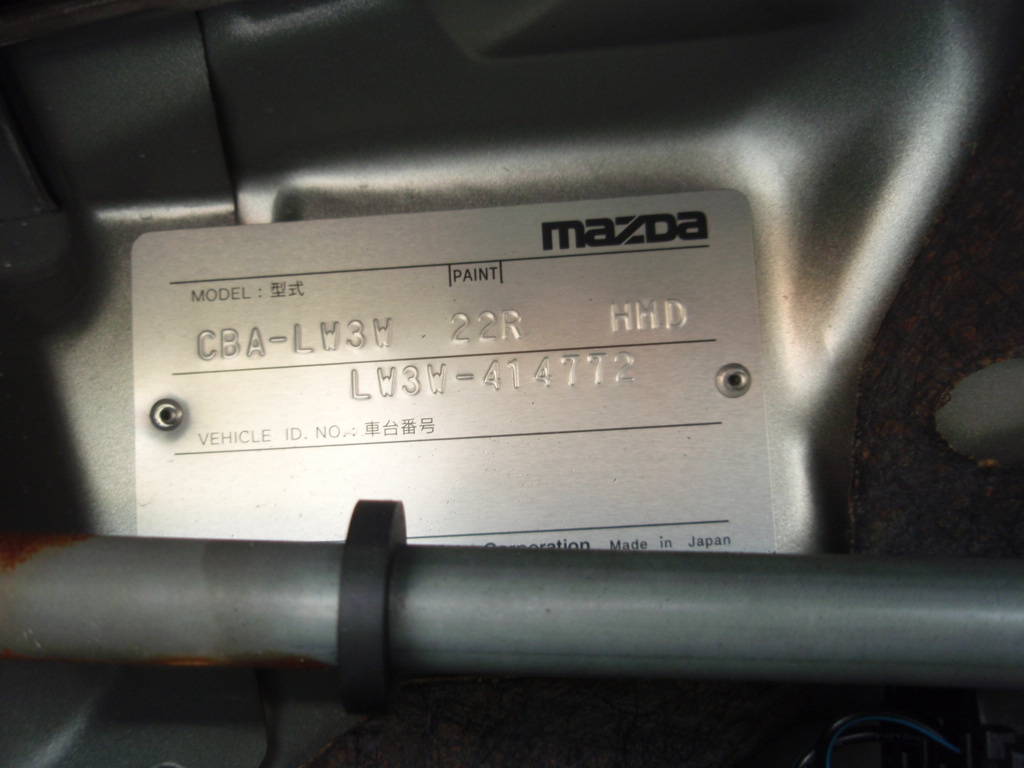 mazda
MODEL : 型式 PAINT
CBA-LW3W 22R HMD
LW3W-414772
VEHICLE ID. NO. : 車台番号
Corporation Made in Japan